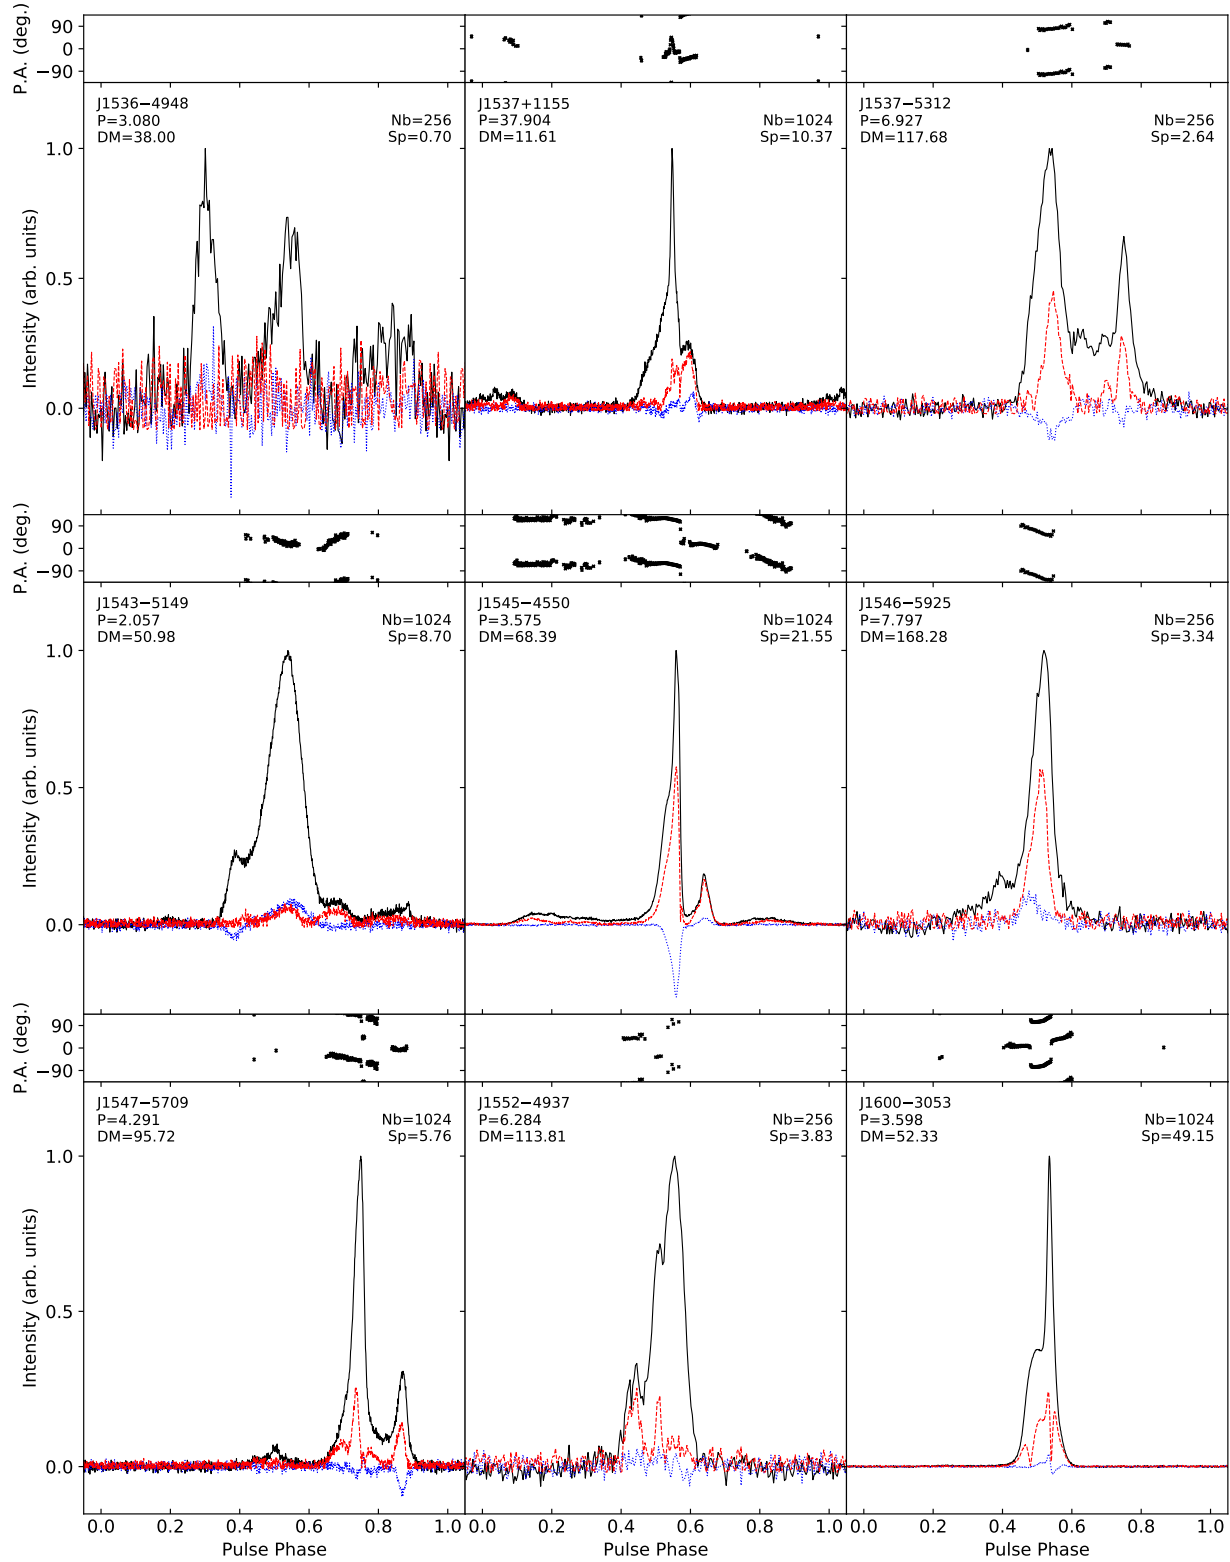 P.A. (deg.)
90
0
−90
J1536−4948
P=3.080
DM=38.00
Nb=256
Sp=0.70
J1537+1155
P=37.904
DM=11.61
Nb=1024
Sp=10.37
J1537−5312
P=6.927
DM=117.68
Nb=256
Sp=2.64
Intensity (arb. units)
1.0
0.5
0.0
P.A. (deg.)
90
0
−90
J1543−5149
P=2.057
DM=50.98
Nb=1024
Sp=8.70
J1545−4550
P=3.575
DM=68.39
Nb=1024
Sp=21.55
J1546−5925
P=7.797
DM=168.28
Nb=256
Sp=3.34
Intensity (arb. units)
1.0
0.5
0.0
P.A. (deg.)
90
0
−90
J1547−5709
P=4.291
DM=95.72
Nb=1024
Sp=5.76
J1552−4937
P=6.284
DM=113.81
Nb=256
Sp=3.83
J1600−3053
P=3.598
DM=52.33
Nb=1024
Sp=49.15
Intensity (arb. units)
1.0
0.5
0.0
0.0 0.2 0.4 0.6 0.8 1.0
0.0 0.2 0.4 0.6 0.8 1.0
0.0 0.2 0.4 0.6 0.8 1.0
Pulse Phase
Pulse Phase
Pulse Phase